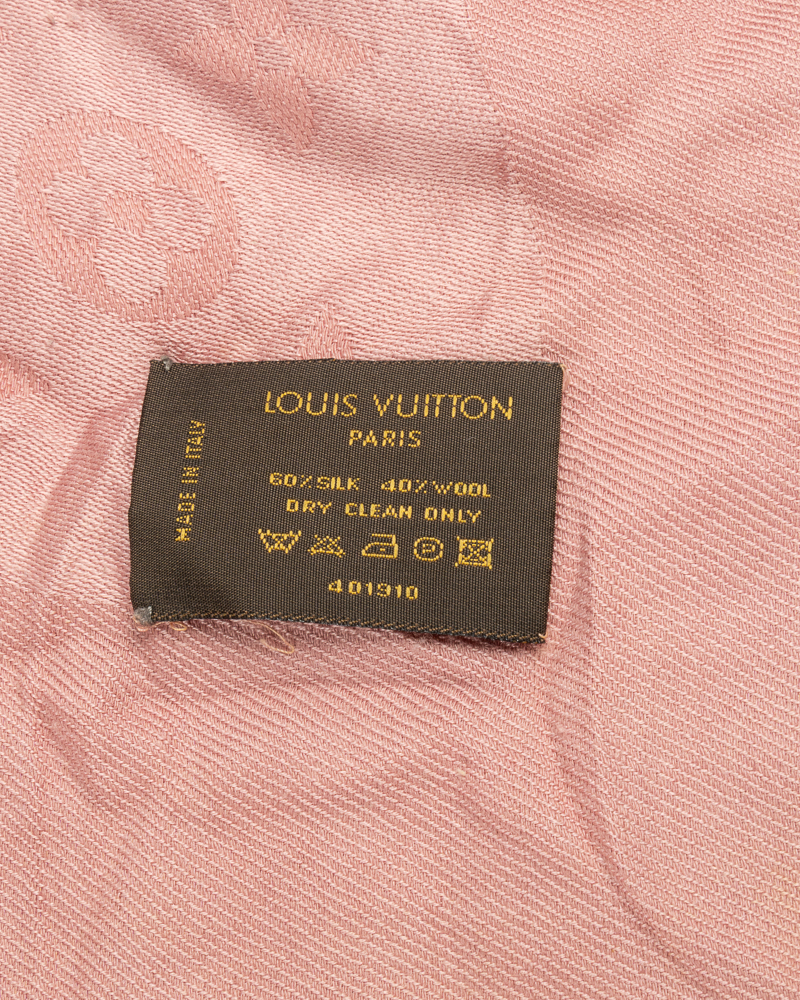 LOUIS VUITTON
PARIS
MADE IN ITALY
60% SILK 40% WOOL
DRY CLEAN ONLY
P
401910